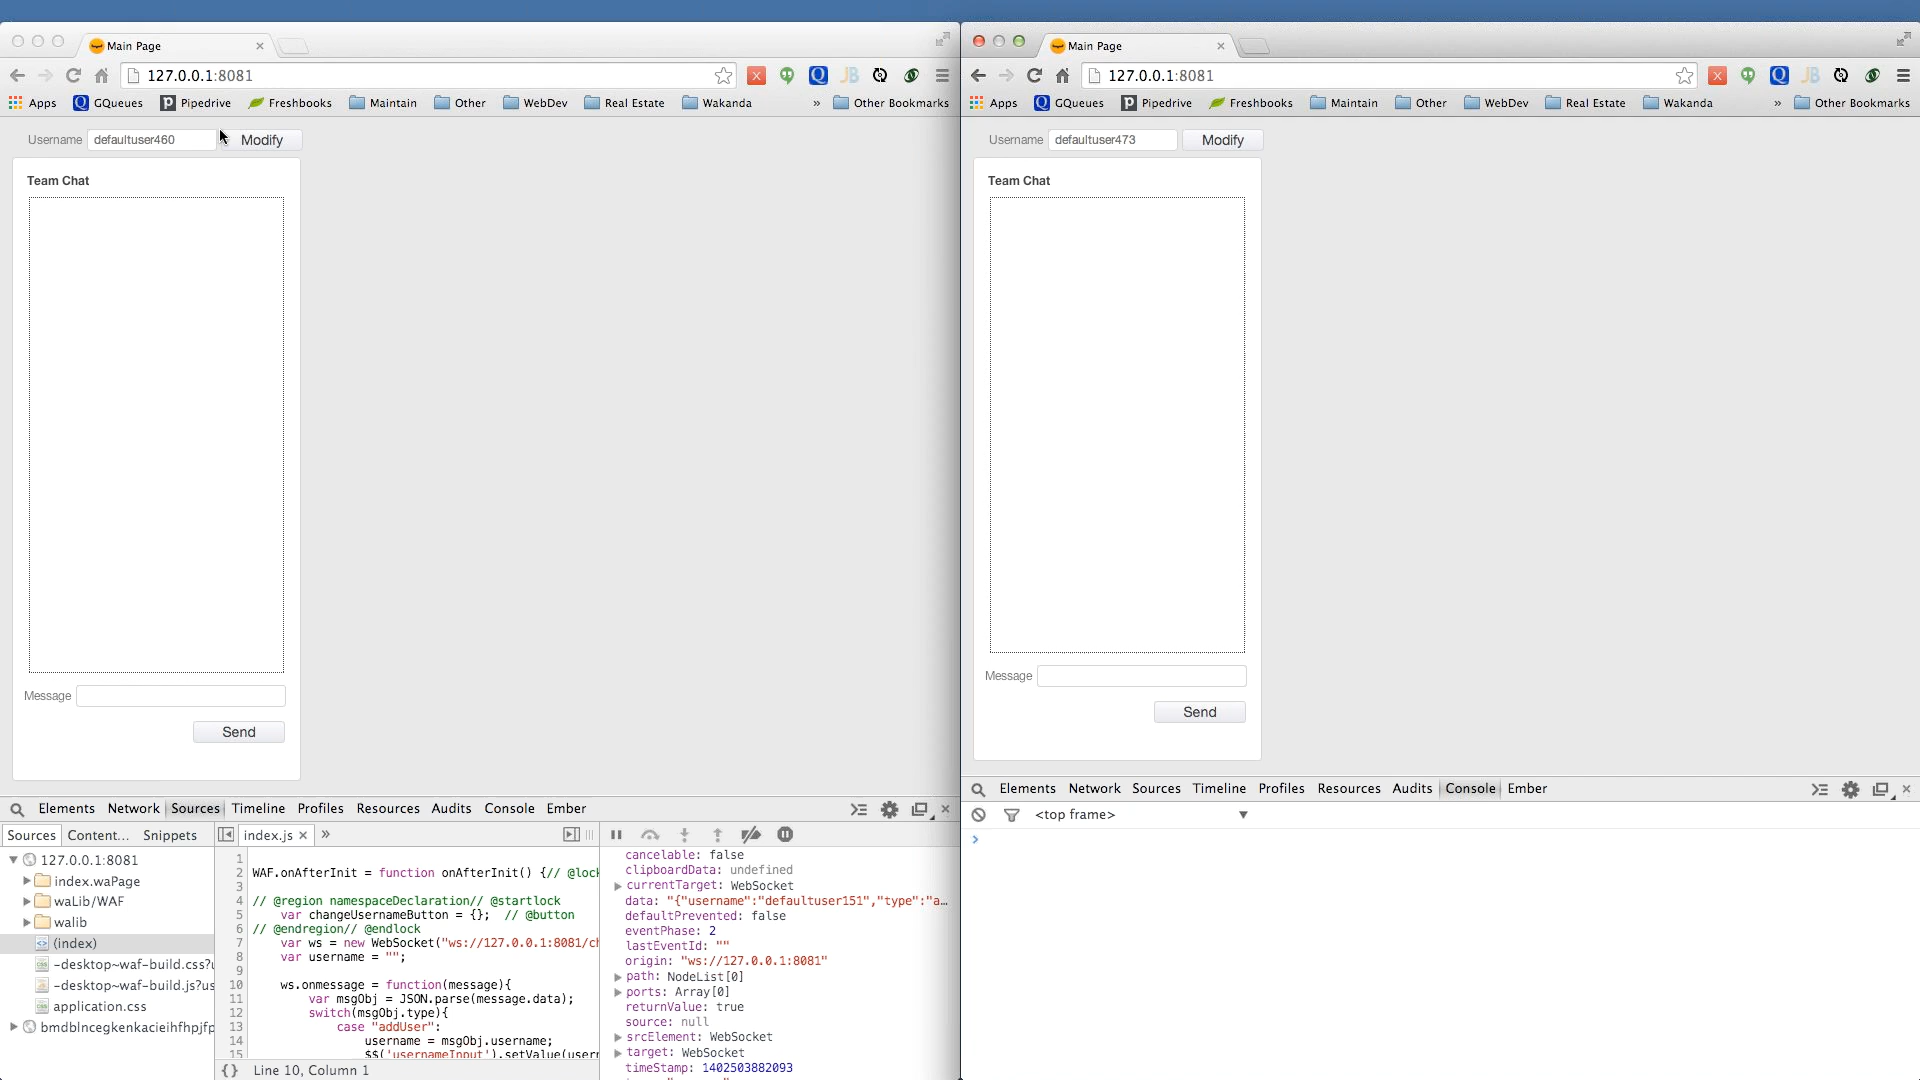 Main Page
127.0.0.1:8081
Apps GQueues Pipedrive Freshbooks Maintain Other WebDev Real Estate Wakanda » Other Bookmarks
Username defaultuser460 Modify
Team Chat
Message
Send
Elements Network Sources Timeline Profiles Resources Audits Console Ember
Sources Content... Snippets
index.js »
127.0.0.1:8081
index.waPage
waLib/WAF
walib
(index)
-desktop~waf-build.css?u
-desktop~waf-build.js?us
application.css
bmdblncegkenkacieihfhpjfp
1
2 WAF.onAfterInit = function onAfterInit() {// @lock
3
4 // @region namespaceDeclaration// @startlock
5 var changeUsernameButton = {}; // @button
6 // @endregion// @endlock
7 var ws = new WebSocket("ws://127.0.0.1:8081/ch
8 var username = "";
9
10 ws.onmessage = function(message){
11 var msgObj = JSON.parse(message.data);
12 switch(msgObj.type){
13 case "addUser":
14 username = msgObj.username;
15 $$('usernameInput').setValue(usern
{} Line 10, Column 1
cancelable: false
clipboardData: undefined
currentTarget: WebSocket
data: "{"username":"defaultuser151","type":"a…
defaultPrevented: false
eventPhase: 2
lastEventId: ""
origin: "ws://127.0.0.1:8081"
path: NodeList[0]
ports: Array[0]
returnValue: true
source: null
srcElement: WebSocket
target: WebSocket
timeStamp: 1402503882093
Main Page
127.0.0.1:8081
Apps GQueues Pipedrive Freshbooks Maintain Other WebDev Real Estate Wakanda » Other Bookmarks
Username defaultuser473 Modify
Team Chat
Message
Send
Elements Network Sources Timeline Profiles Resources Audits Console Ember
<top frame>